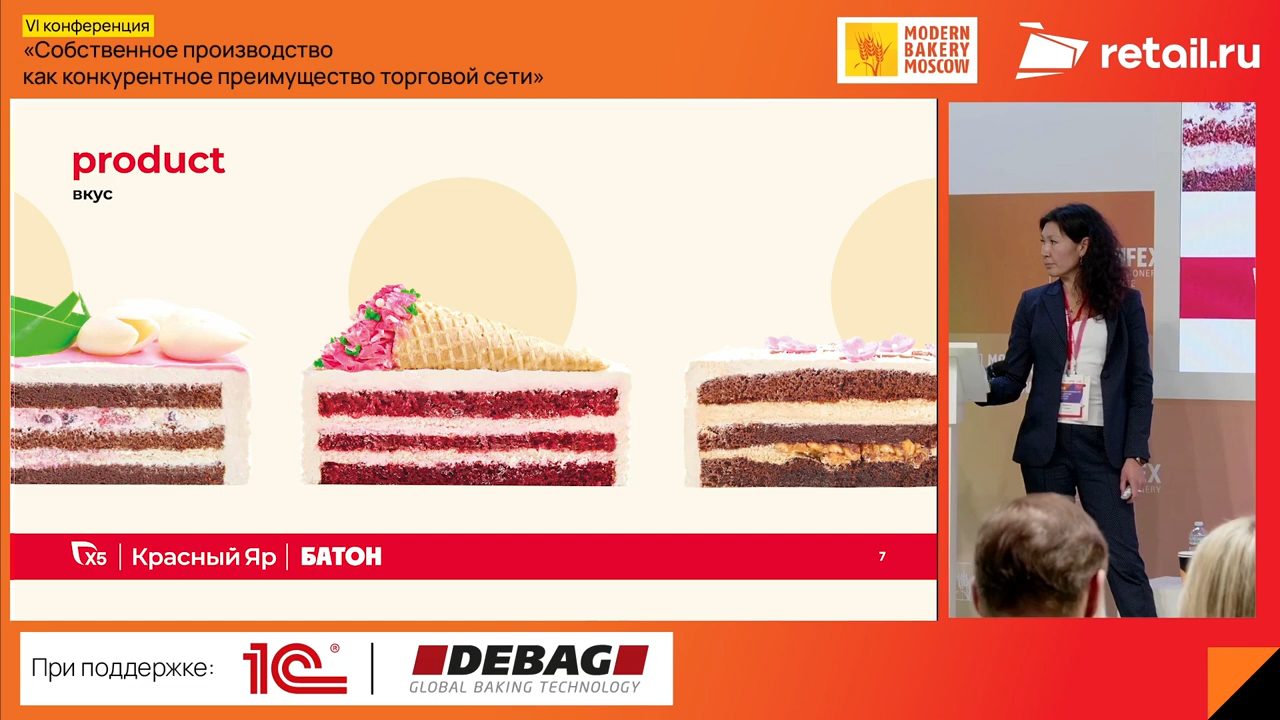 VI конференция
«Собственное производство
как конкурентное преимущество торговой сети»
MODERN
BAKERY
MOSCOW
retail.ru
product
вкус
X5 | Красный Яр | БАТОН
7
При поддержке:
1С®
DEBAG
GLOBAL BAKING TECHNOLOGY